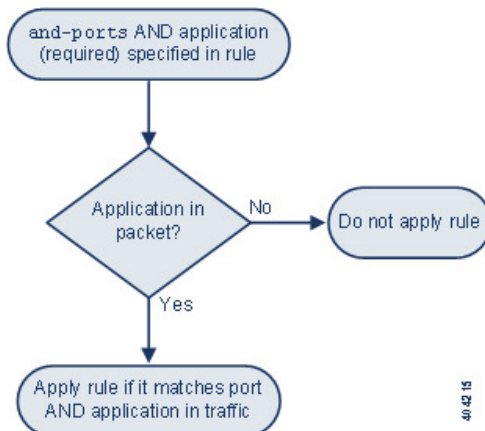 and-ports AND application
(required) specified in rule
Application in
packet?
No
Do not apply rule
Yes
Apply rule if it matches port
AND application in traffic
404215